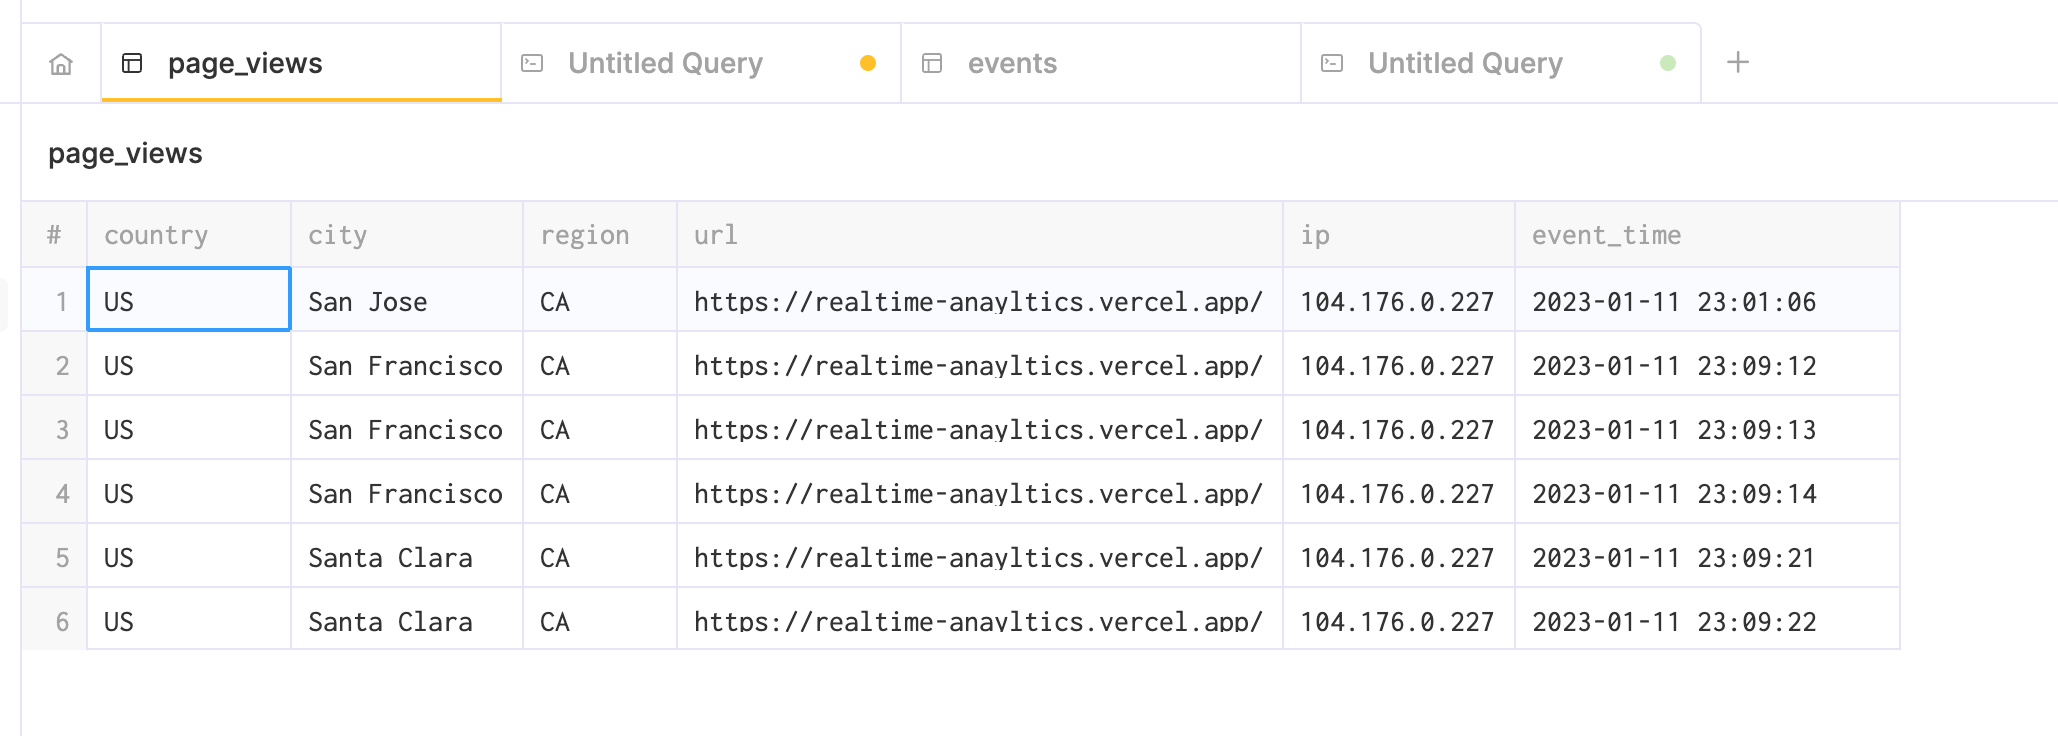 page_views Untitled Query events Untitled Query
page_views
# country city region url ip event_time
1 US San Jose CA https://realtime-anayltics.vercel.app/ 104.176.0.227 2023-01-11 23:01:06
2 US San Francisco CA https://realtime-anayltics.vercel.app/ 104.176.0.227 2023-01-11 23:09:12
3 US San Francisco CA https://realtime-anayltics.vercel.app/ 104.176.0.227 2023-01-11 23:09:13
4 US San Francisco CA https://realtime-anayltics.vercel.app/ 104.176.0.227 2023-01-11 23:09:14
5 US Santa Clara CA https://realtime-anayltics.vercel.app/ 104.176.0.227 2023-01-11 23:09:21
6 US Santa Clara CA https://realtime-anayltics.vercel.app/ 104.176.0.227 2023-01-11 23:09:22